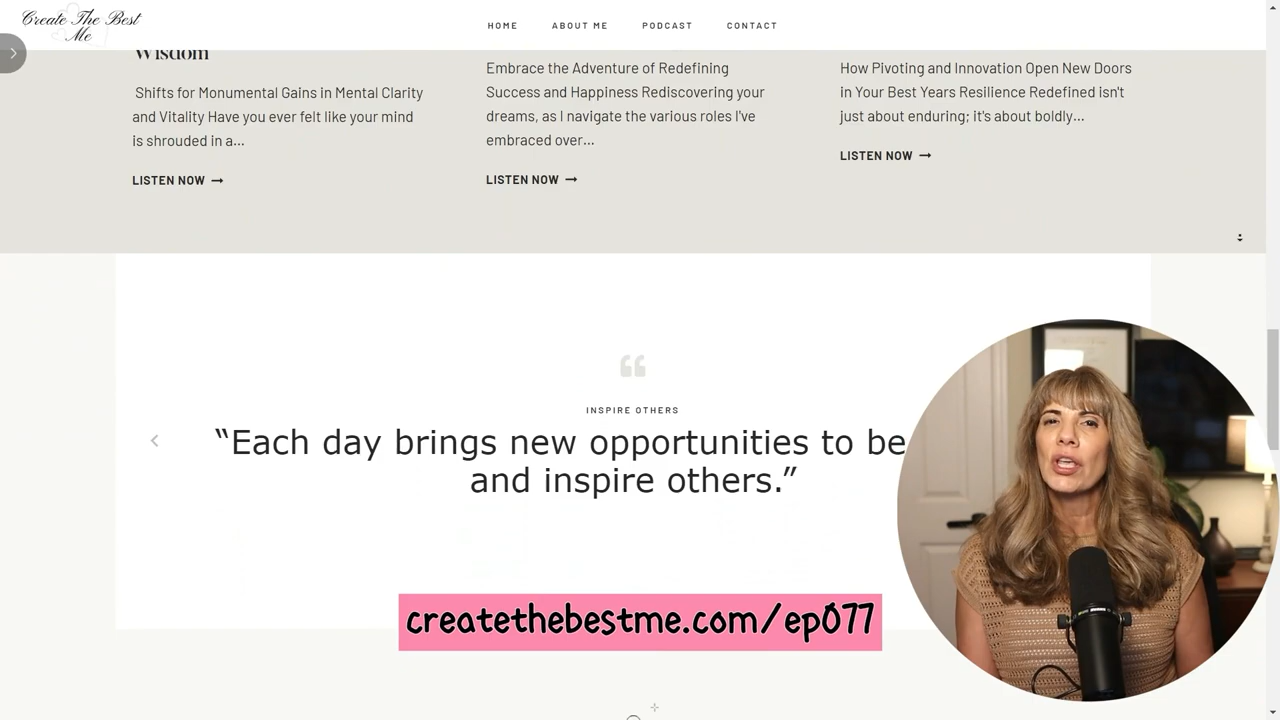 Create The Best
Me
HOME ABOUT ME PODCAST CONTACT
Wisdom
Shifts for Monumental Gains in Mental Clarity
and Vitality Have you ever felt like your mind
is shrouded in a...
LISTEN NOW →
Embrace the Adventure of Redefining
Success and Happiness Rediscovering your
dreams, as I navigate the various roles I've
embraced over...
LISTEN NOW →
How Pivoting and Innovation Open New Doors
in Your Best Years Resilience Redefined isn't
just about enduring; it's about boldly...
LISTEN NOW →
INSPIRE OTHERS
“Each day brings new opportunities to be
and inspire others.”
createthebestme.com/ep077